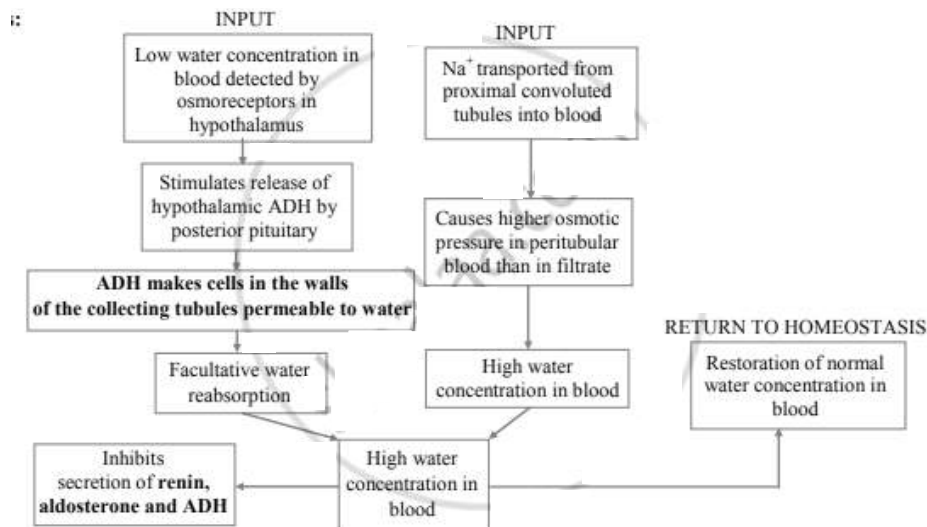 s:
INPUT
Low water concentration in
blood detected by
osmoreceptors in
hypothalamus
Stimulates release of
hypothalamic ADH by
posterior pituitary
ADH makes cells in the walls
of the collecting tubules permeable to water
Facultative water
reabsorption
INPUT
Na⁺ transported from
proximal convoluted
tubules into blood
Causes higher osmotic
pressure in peritubular
blood than in filtrate
High water
concentration in blood
High water
concentration in
blood
Inhibits
secretion of renin,
aldosterone and ADH
RETURN TO HOMEOSTASIS
Restoration of normal
water concentration in
blood